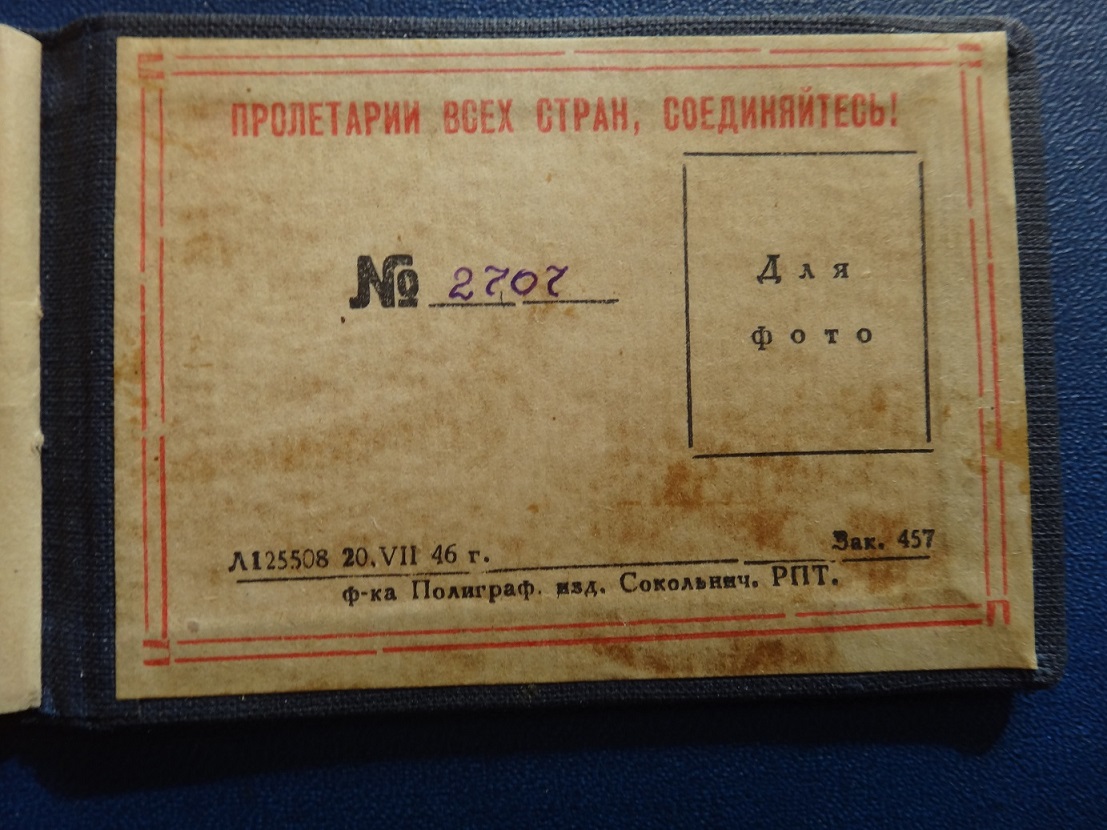 ПРОЛЕТАРИИ ВСЕХ СТРАН, СОЕДИНЯЙТЕСЬ!
№ 2707
Для
фото
Л125508 20.VII 46 г. Зак. 457
ф-ка Полиграф. изд. Сокольнич. РПТ.